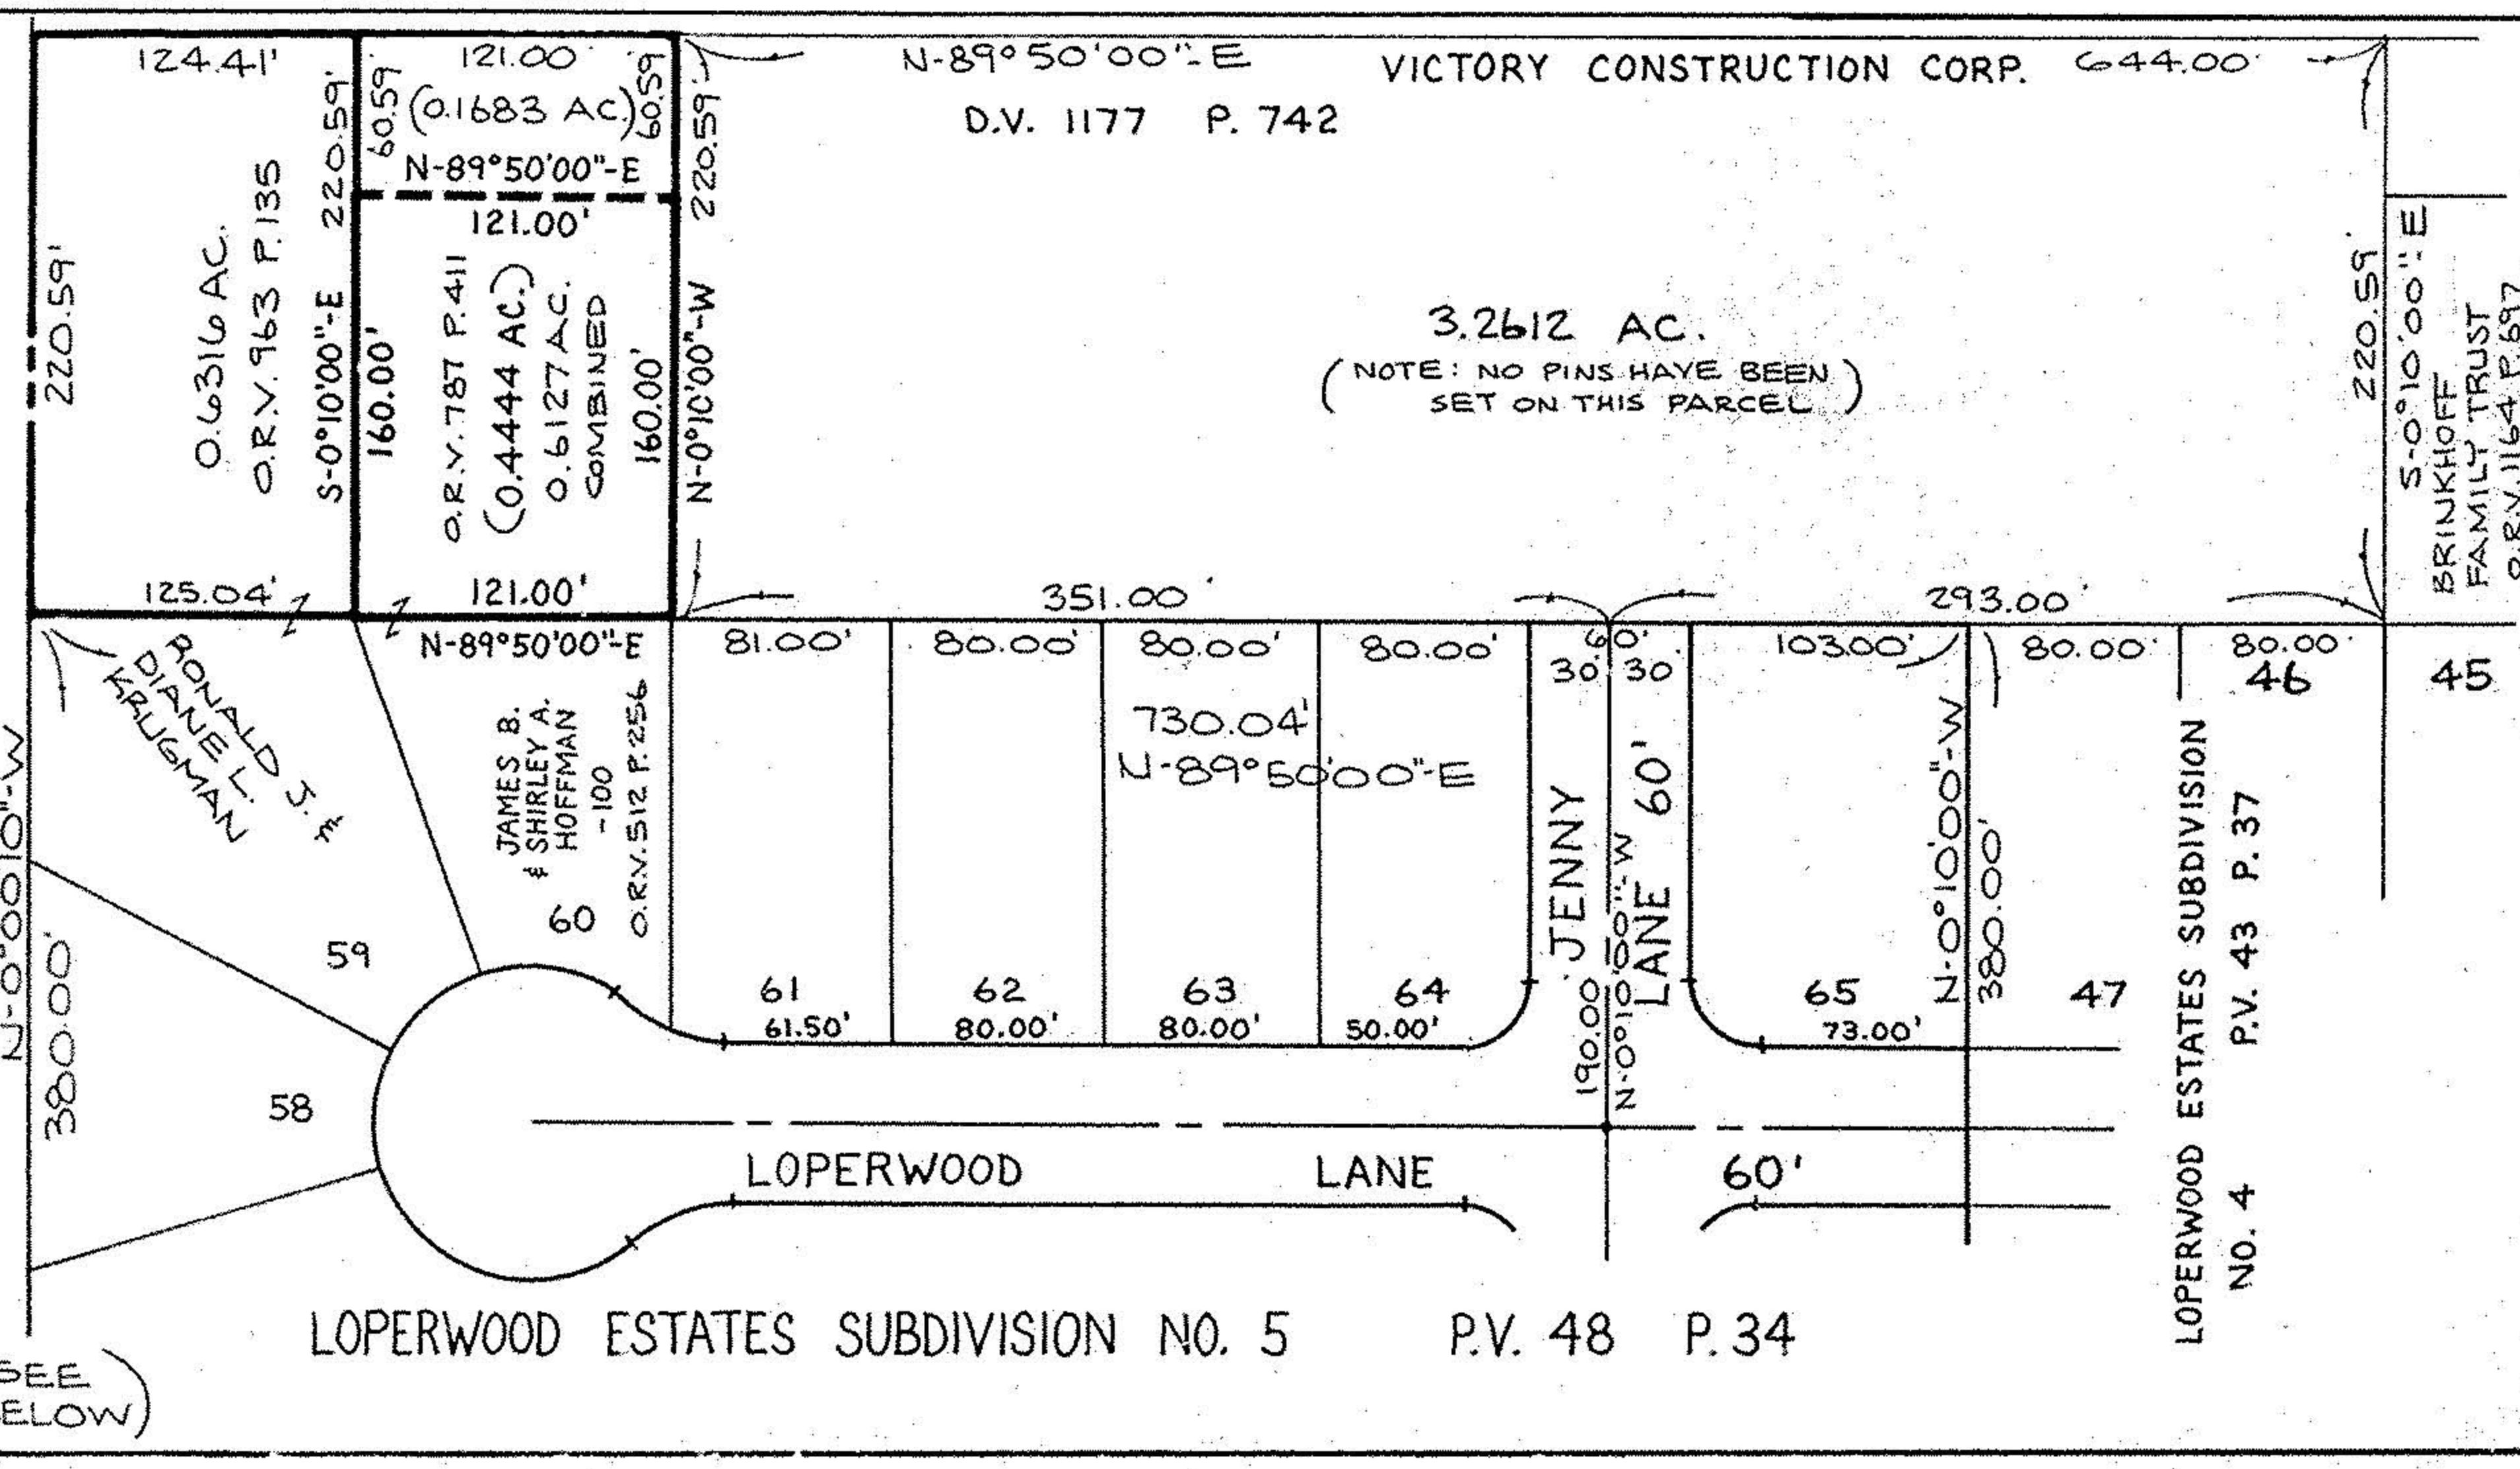 124.41'
220.59'
0.6316 AC.
O.R.V. 963 P. 135
S-0°10'00"-E
220.59'
125.04'
60.59'
121.00'
(0.1683 AC.)
60.59
N-89°50'00"-E
121.00'
160.00'
O.R.V. 787 P. 411
(0.4444 AC.)
0.6127 AC.
COMBINED
160.00'
121.00'
N-89°50'00"-E
220.59'
N-0°10'00"-W
N-89°50'00"-E
VICTORY CONSTRUCTION CORP.
644.00'
D.V. 1177 P. 742
3.2612 AC.
(NOTE: NO PINS HAVE BEEN
SET ON THIS PARCEL)
220.59
S-0°10'00"-E
BRINKHOFF
FAMILY TRUST
O.R.V. 1164 P. 697
351.00'
293.00'
RONALD J. &
DIANE L.
KRUGMAN
JAMES B.
& SHIRLEY A.
HOFFMAN
-100
O.R.V. 512 P. 256
60
81.00'
80.00'
80.00'
80.00'
60'
30
30
103.00'
80.00'
80.00'
46
45
730.04'
N-89°50'00"-E
JENNY
LANE 60'
190.00'
N-0°10'00"-W
N-0°10'00"-W
380.00'
N-0°00'10"-W
380.00'
59
58
61
61.50'
62
80.00'
63
80.00'
64
50.00'
65
73.00'
47
LOPERWOOD LANE 60'
LOPERWOOD ESTATES SUBDIVISION
NO. 4 P.V. 43 P. 37
LOPERWOOD ESTATES SUBDIVISION NO. 5 P.V. 48 P. 34
SEE
ELOW)